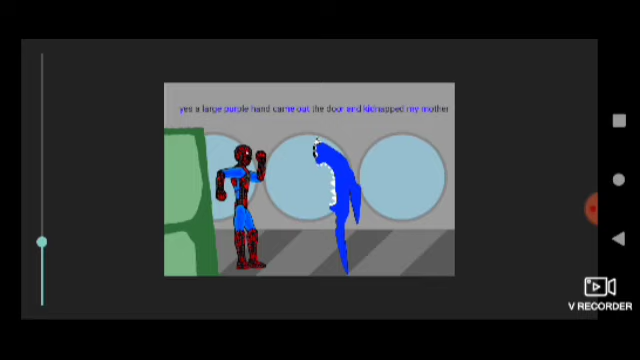 yes a large purple hand came out the door and kidnapped my mother
V RECORDER